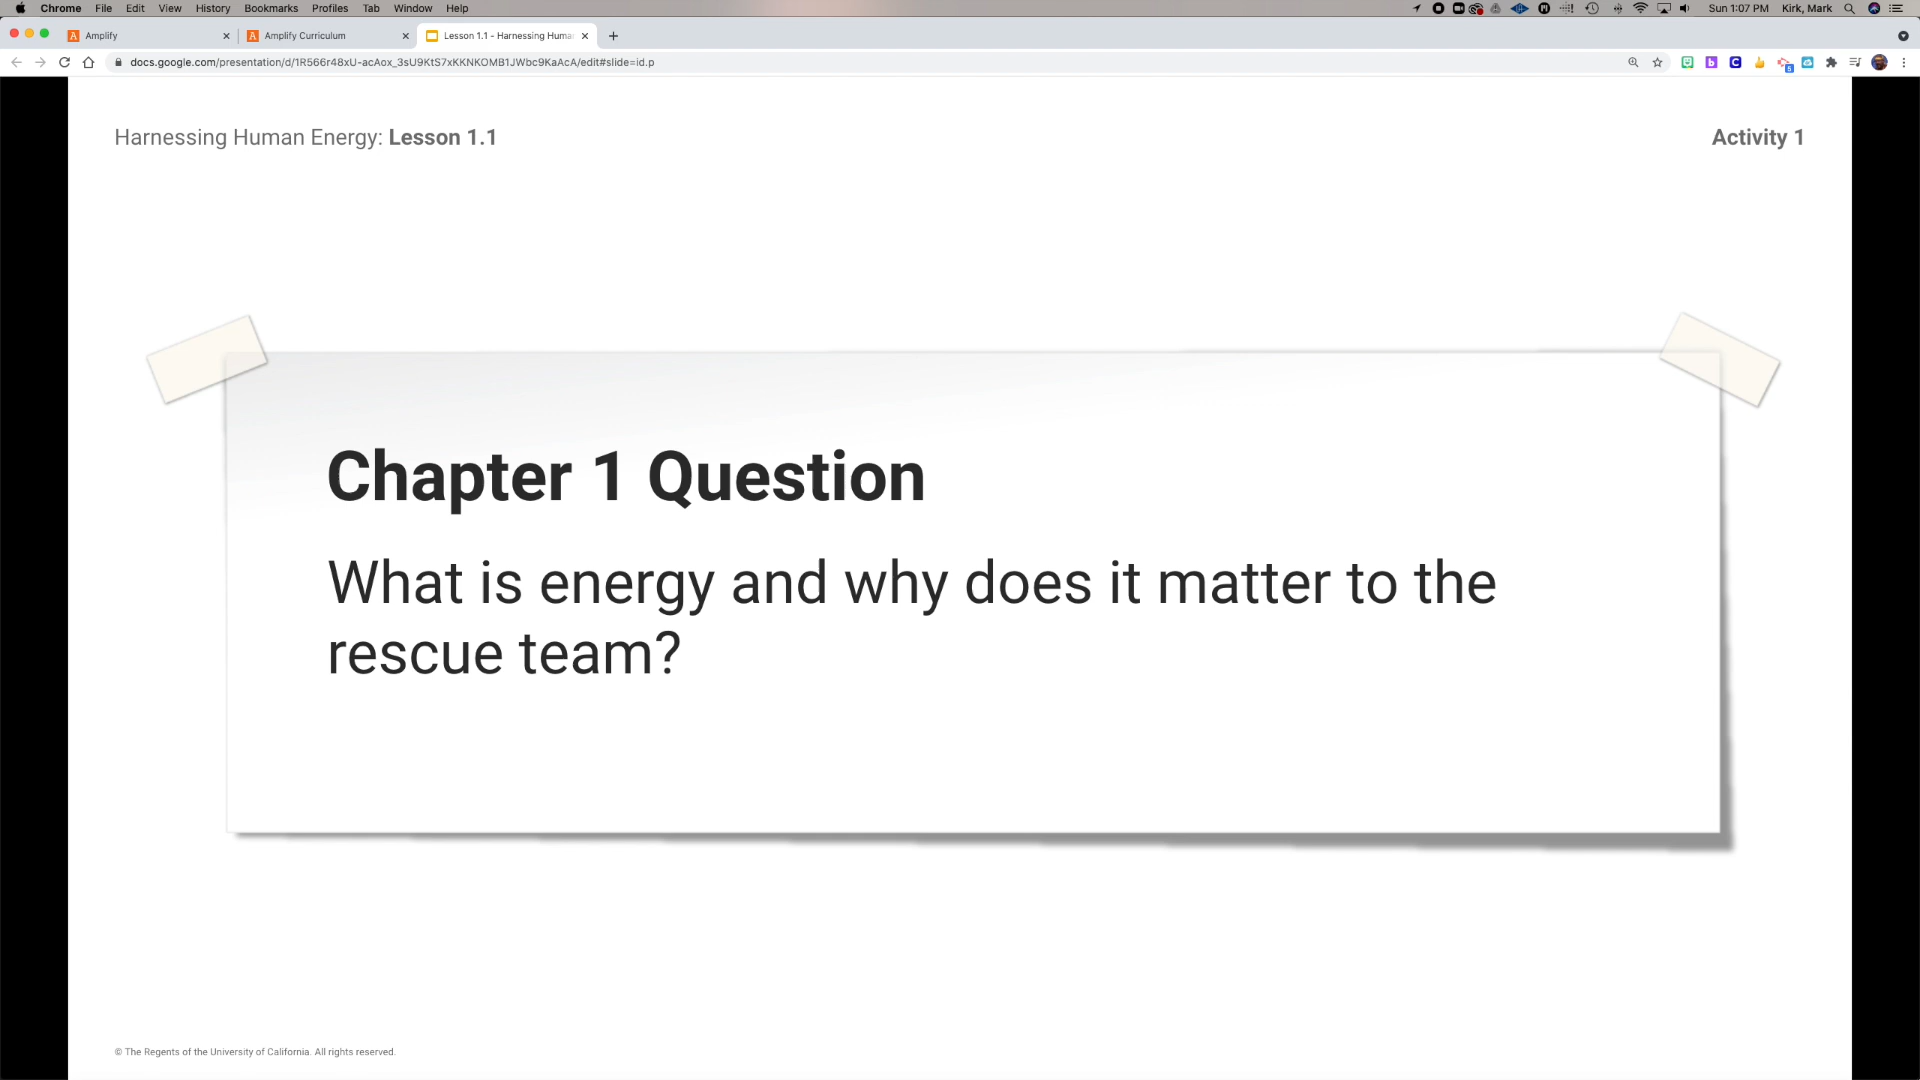 Chrome File Edit View History Bookmarks Profiles Tab Window Help Sun 1:07 PM Kirk, Mark
Amplify Amplify Curriculum Lesson 1.1 - Harnessing Huma
docs.google.com/presentation/d/1R566r48xU-acAox_3sU9KtS7xKKNKOMB1JWbc9KaAcA/edit#slide=id.p
Harnessing Human Energy: Lesson 1.1 Activity 1
Chapter 1 Question
What is energy and why does it matter to the
rescue team?
© The Regents of the University of California. All rights reserved.